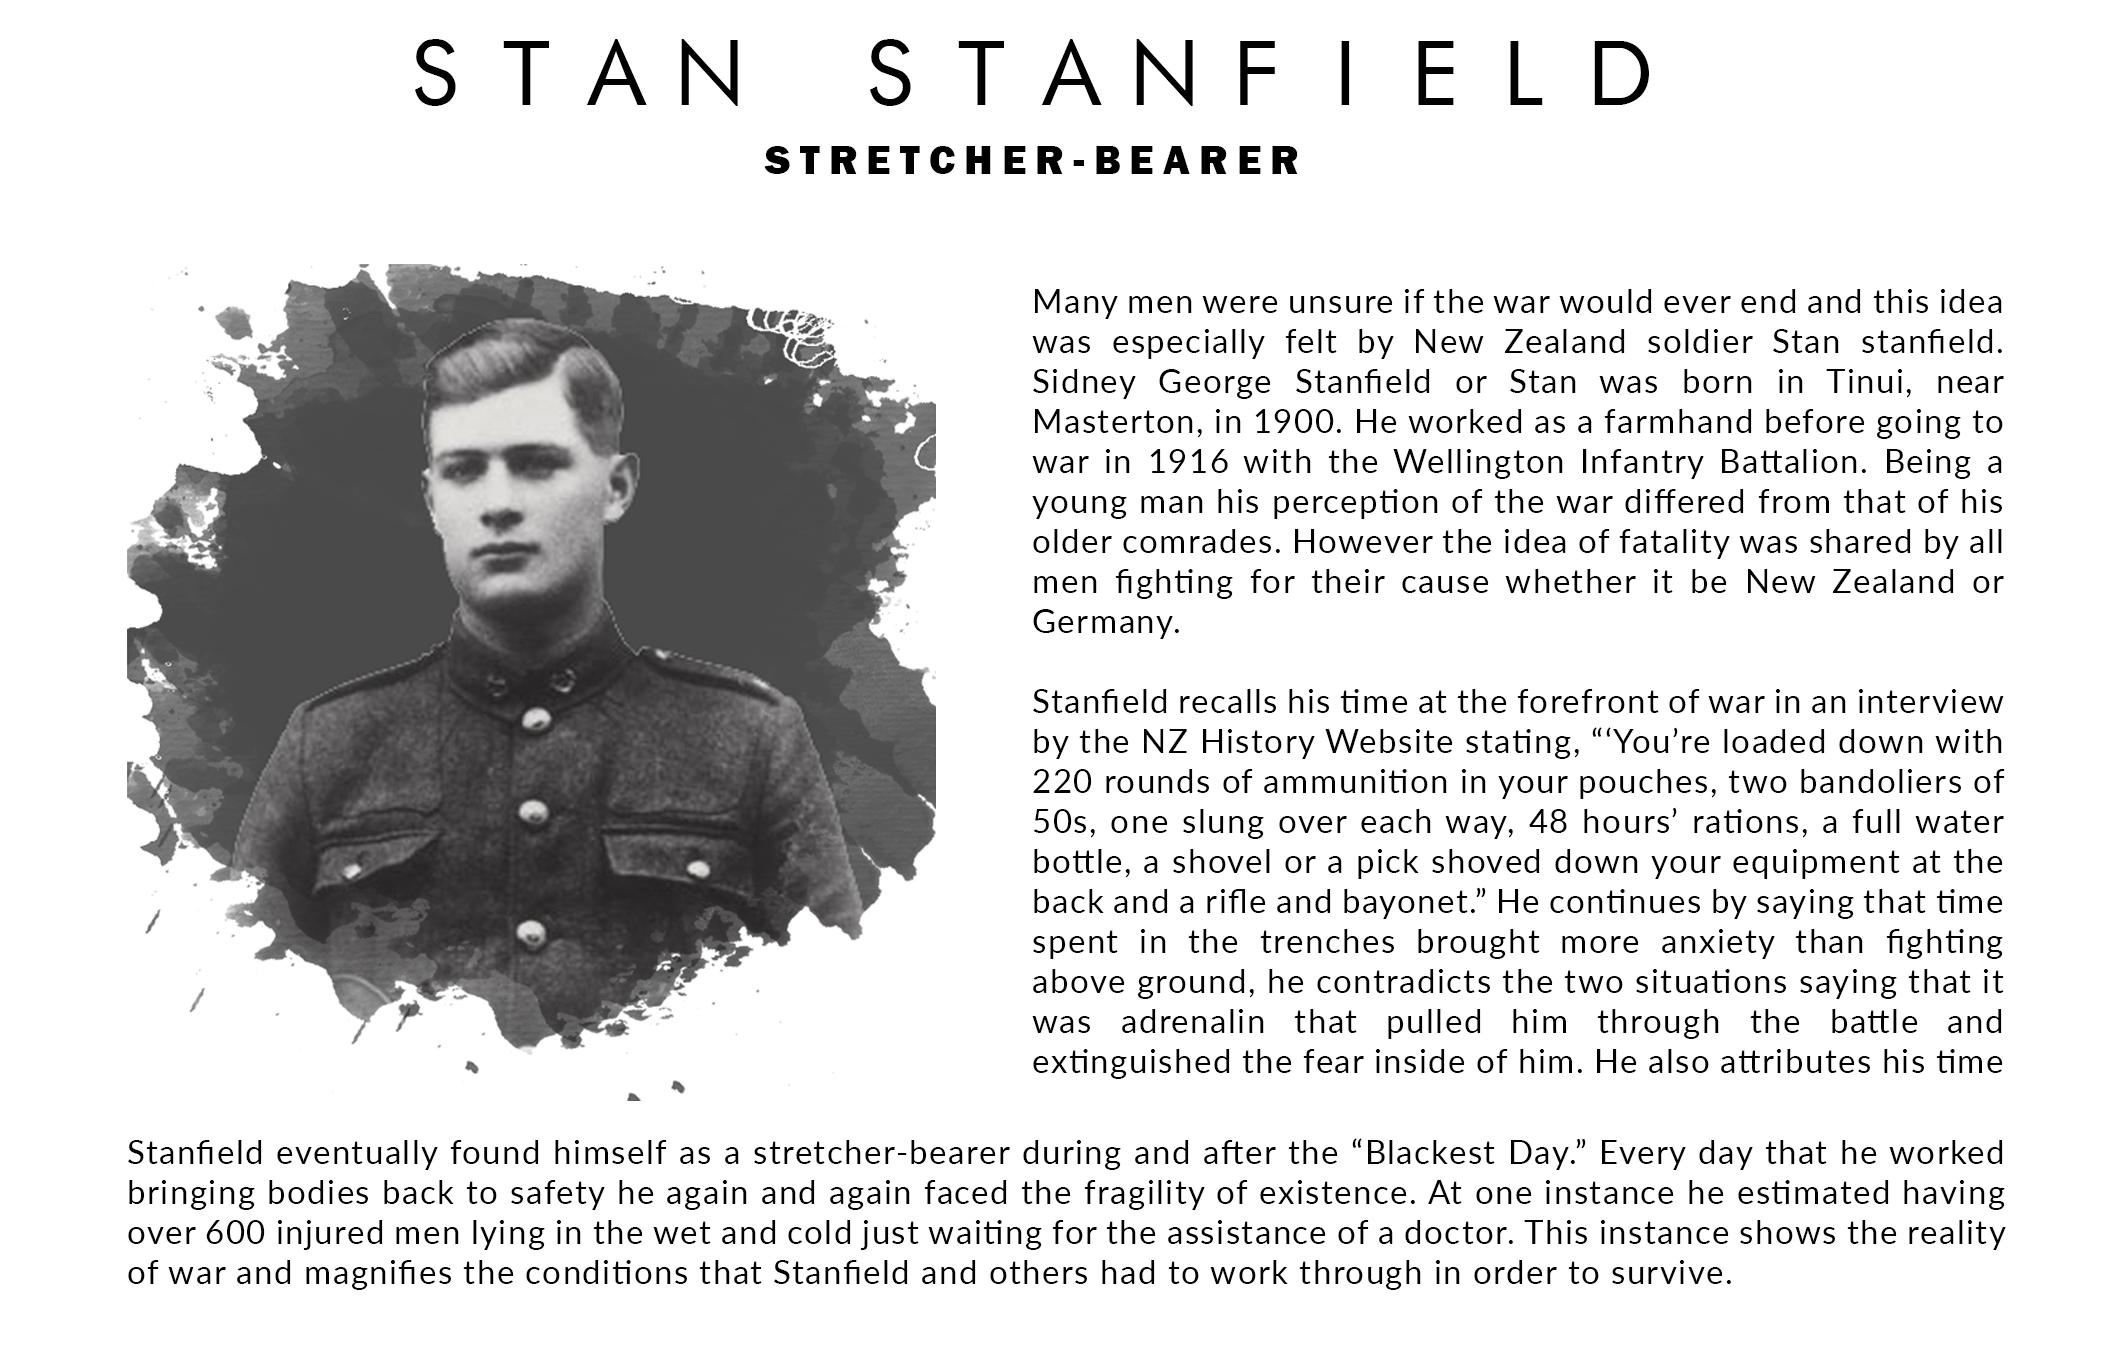 STAN STANFIELD
STRETCHER-BEARER
Many men were unsure if the war would ever end and this idea
was especially felt by New Zealand soldier Stan stanfield.
Sidney George Stanfield or Stan was born in Tinui, near
Masterton, in 1900. He worked as a farmhand before going to
war in 1916 with the Wellington Infantry Battalion. Being a
young man his perception of the war differed from that of his
older comrades. However the idea of fatality was shared by all
men fighting for their cause whether it be New Zealand or
Germany.
Stanfield recalls his time at the forefront of war in an interview
by the NZ History Website stating, “‘You’re loaded down with
220 rounds of ammunition in your pouches, two bandoliers of
50s, one slung over each way, 48 hours’ rations, a full water
bottle, a shovel or a pick shoved down your equipment at the
back and a rifle and bayonet.” He continues by saying that time
spent in the trenches brought more anxiety than fighting
above ground, he contradicts the two situations saying that it
was adrenalin that pulled him through the battle and
extinguished the fear inside of him. He also attributes his time
Stanfield eventually found himself as a stretcher-bearer during and after the “Blackest Day.” Every day that he worked
bringing bodies back to safety he again and again faced the fragility of existence. At one instance he estimated having
over 600 injured men lying in the wet and cold just waiting for the assistance of a doctor. This instance shows the reality
of war and magnifies the conditions that Stanfield and others had to work through in order to survive.